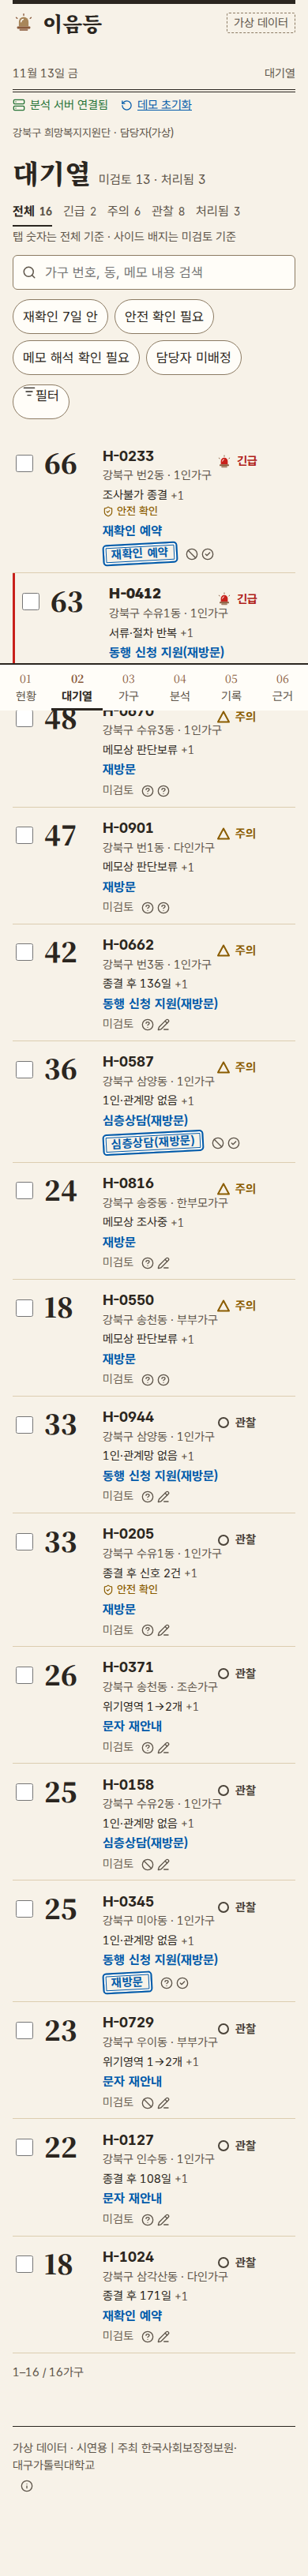 이음등
가상 데이터
11월 13일 금
대기열
분석 서버 연결됨 데모 초기화
강북구 희망복지지원단 · 담당자(가상)
대기열 미검토 13 · 처리됨 3
전체 16 긴급 2 주의 6 관찰 8 처리됨 3
탭 숫자는 전체 기준 · 사이드 배지는 미검토 기준
가구 번호, 동, 메모 내용 검색
재확인 7일 안
안전 확인 필요
메모 해석 확인 필요
담당자 미배정
필터
66
H-0233
긴급
강북구 번2동 · 1인가구
조사불가 종결 +1
안전 확인
재확인 예약
재확인 예약
63
H-0412
긴급
강북구 수유1동 · 1인가구
서류·절차 반복 +1
동행 신청 지원(재방문)
01 현황
02 대기열
03 가구
04 분석
05 기록
06 근거
48
H-0670
주의
강북구 수유3동 · 1인가구
메모상 판단보류 +1
재방문
미검토
47
H-0901
주의
강북구 번1동 · 다인가구
메모상 판단보류 +1
재방문
미검토
42
H-0662
주의
강북구 번3동 · 1인가구
종결 후 136일 +1
동행 신청 지원(재방문)
미검토
36
H-0587
주의
강북구 삼양동 · 1인가구
1인·관계망 없음 +1
심층상담(재방문)
심층상담(재방문)
24
H-0816
주의
강북구 송중동 · 한부모가구
메모상 조사중 +1
재방문
미검토
18
H-0550
주의
강북구 송천동 · 부부가구
메모상 판단보류 +1
재방문
미검토
33
H-0944
관찰
강북구 삼양동 · 1인가구
1인·관계망 없음 +1
동행 신청 지원(재방문)
미검토
33
H-0205
관찰
강북구 수유1동 · 1인가구
종결 후 신호 2건 +1
안전 확인
재방문
미검토
26
H-0371
관찰
강북구 송천동 · 조손가구
위기영역 1→2개 +1
문자 재안내
미검토
25
H-0158
관찰
강북구 수유2동 · 1인가구
1인·관계망 없음 +1
심층상담(재방문)
미검토
25
H-0345
관찰
강북구 미아동 · 1인가구
1인·관계망 없음 +1
동행 신청 지원(재방문)
재방문
23
H-0729
관찰
강북구 우이동 · 부부가구
위기영역 1→2개 +1
문자 재안내
미검토
22
H-0127
관찰
강북구 인수동 · 1인가구
종결 후 108일 +1
문자 재안내
미검토
18
H-1024
관찰
강북구 삼각산동 · 다인가구
종결 후 171일 +1
재확인 예약
미검토
1–16 / 16가구
가상 데이터 · 시연용 | 주최 한국사회보장정보원·
대구가톨릭대학교